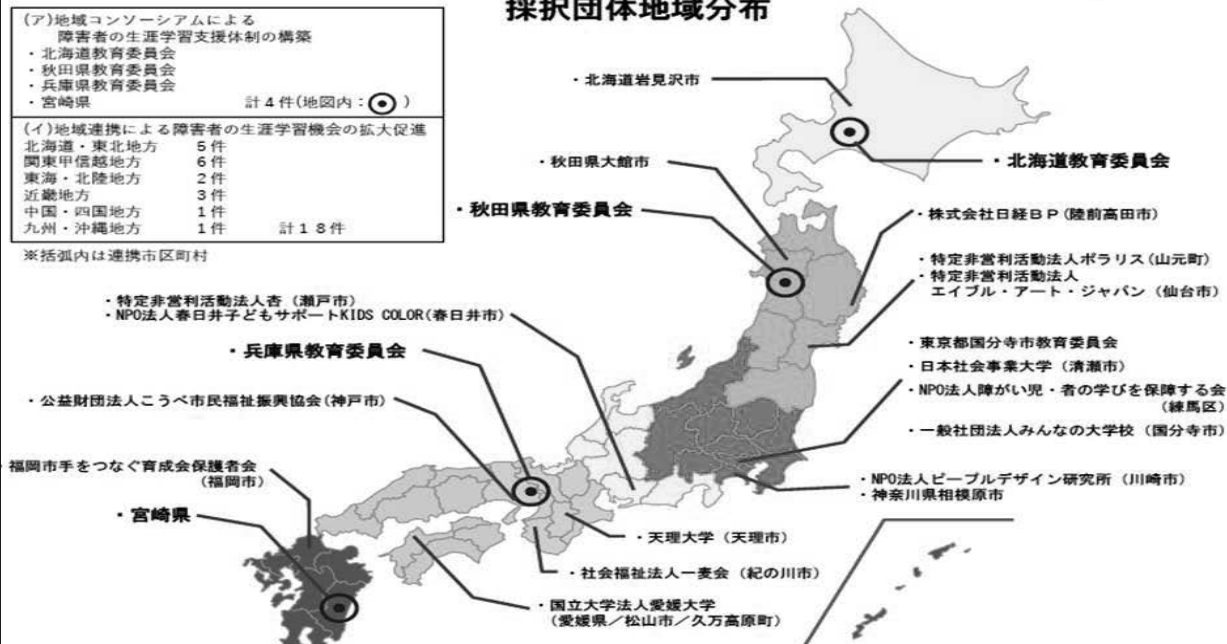 採択団体地域分布
(ア)地域コンソーシアムによる
障害者の生涯学習支援体制の構築
・北海道教育委員会
・秋田県教育委員会
・兵庫県教育委員会
・宮崎県 計4件(地図内: )
(イ)地域連携による障害者の生涯学習機会の拡大促進
北海道・東北地方 5件
関東甲信越地方 6件
東海・北陸地方 2件
近畿地方 3件
中国・四国地方 1件
九州・沖縄地方 1件 計18件
※括弧内は連携市区町村
・北海道岩見沢市
・北海道教育委員会
・秋田県大館市
・秋田県教育委員会
・株式会社日経BP(陸前高田市)
・特定非営利活動法人ポラリス(山元町)
・特定非営利活動法人
エイブル・アート・ジャパン(仙台市)
・特定非営利活動法人杏(瀬戸市)
・NPO法人春日井子どもサポートKIDS COLOR(春日井市)
・兵庫県教育委員会
・公益財団法人こうべ市民福祉振興協会(神戸市)
・東京都国分寺市教育委員会
・日本社会事業大学(清瀬市)
・NPO法人障がい児・者の学びを保障する会
(練馬区)
・一般社団法人みんなの大学校(国分寺市)
・NPO法人ピープルデザイン研究所(川崎市)
・神奈川県相模原市
福岡市手をつなぐ育成会保護者会
(福岡市)
・宮崎県
・天理大学(天理市)
・社会福祉法人一麦会(紀の川市)
・国立大学法人愛媛大学
(愛媛県/松山市/久万高原町)